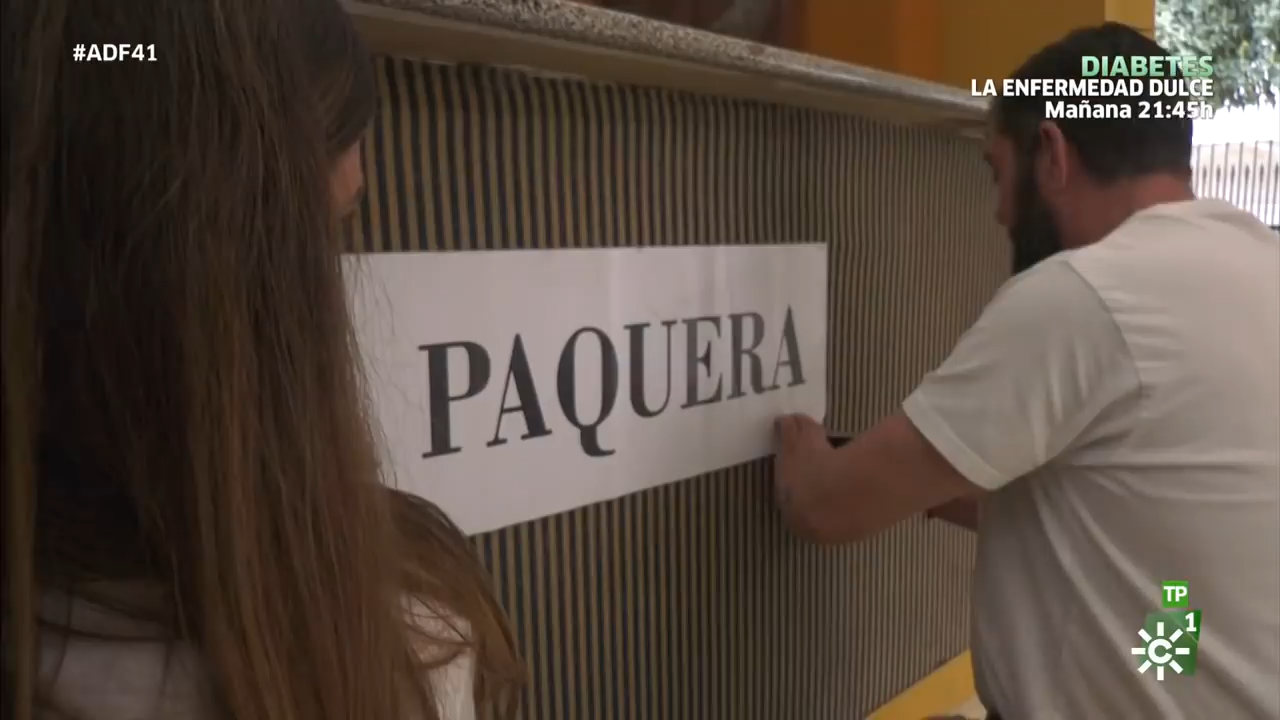 #ADF41
DIABETES
LA ENFERMEDAD DULCE
Mañana 21:45h
PAQUERA
TP
1
C